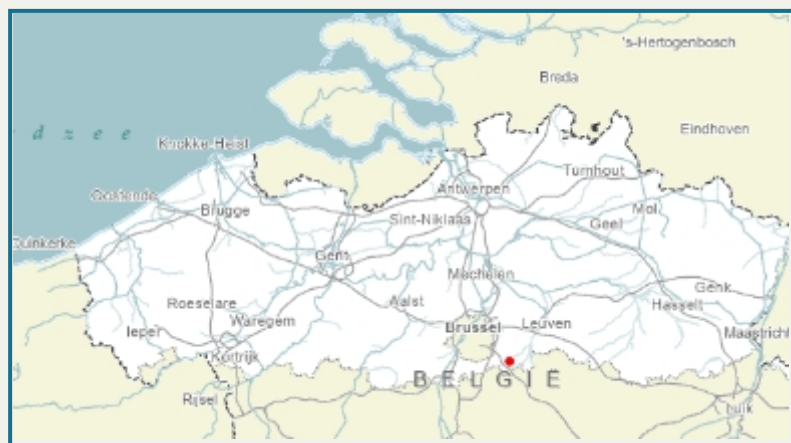 's-Hertogenbosch
Breda
d z e e
Eindhoven
Knokke-Heist
Turnhout
Oostende
Antwerpen
Brugge
Mol
Sint-Niklaas
Geel
Duinkerke
Gent
Mechelen
Genk
Roeselare
Aalst
Hasselt
Waregem
Brussel
Leuven
Ieper
Maastricht
Kortrijk
BELGIË
Rijsel
Luik